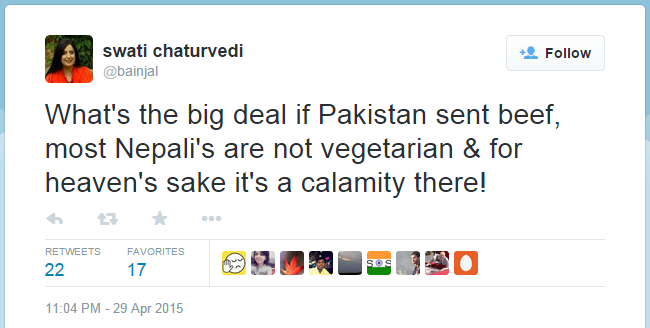 swati chaturvedi
@bainjal
Follow
What's the big deal if Pakistan sent beef,
most Nepali's are not vegetarian & for
heaven's sake it's a calamity there!
RETWEETS FAVORITES
22 17
SOS
11:04 PM - 29 Apr 2015